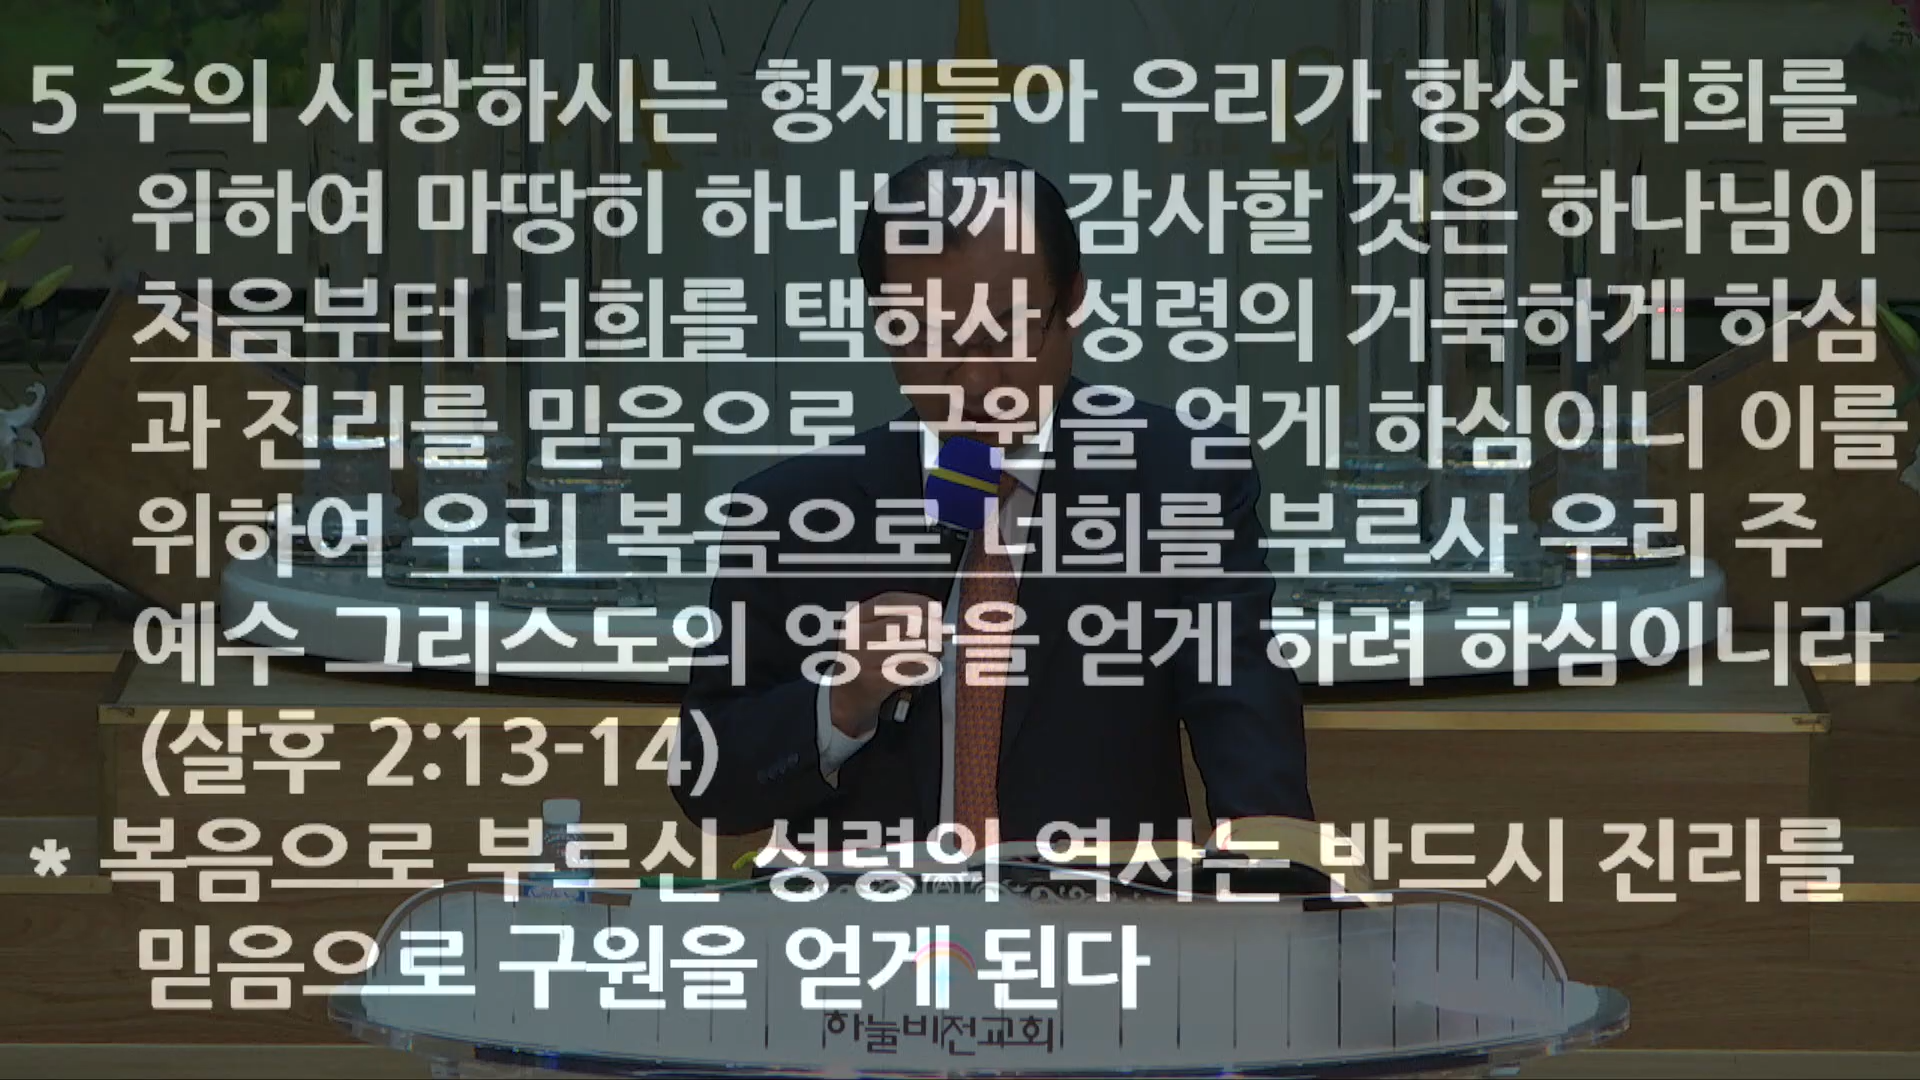 5 주의 사랑하시는 형제들아 우리가 항상 너희를
위하여 마땅히 하나님께 감사할 것은 하나님이
처음부터 너희를 택하사 성령의 거룩하게 하심
과 진리를 믿음으로 구원을 얻게 하심이니 이를
위하여 우리 복음으로 너희를 부르사 우리 주
예수 그리스도의 영광을 얻게 하려 하심이니라
(살후 2:13-14)
* 복음으로 부르신 성령의 역사는 반드시 진리를
믿음으로 구원을 얻게 된다
하늘비전교회